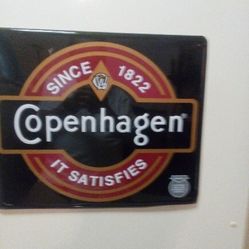 SINCE 1822
Copenhagen
IT SATISFIES